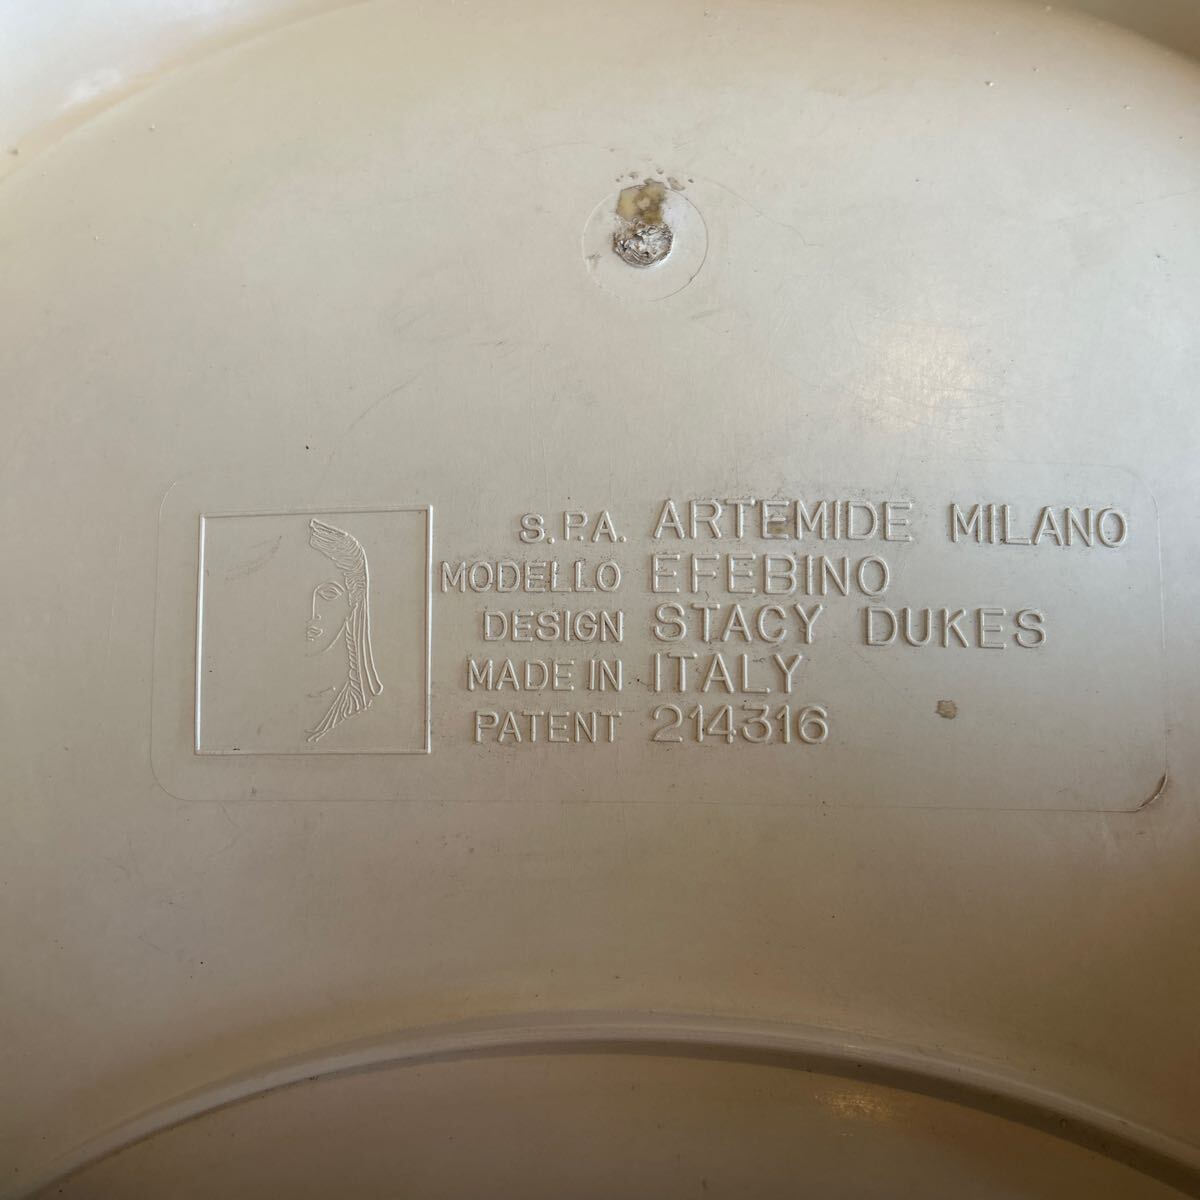 S.P.A. ARTEMIDE MILANO
MODELLO EFEBINO
DESIGN STACY DUKES
MADE IN ITALY
PATENT 214316